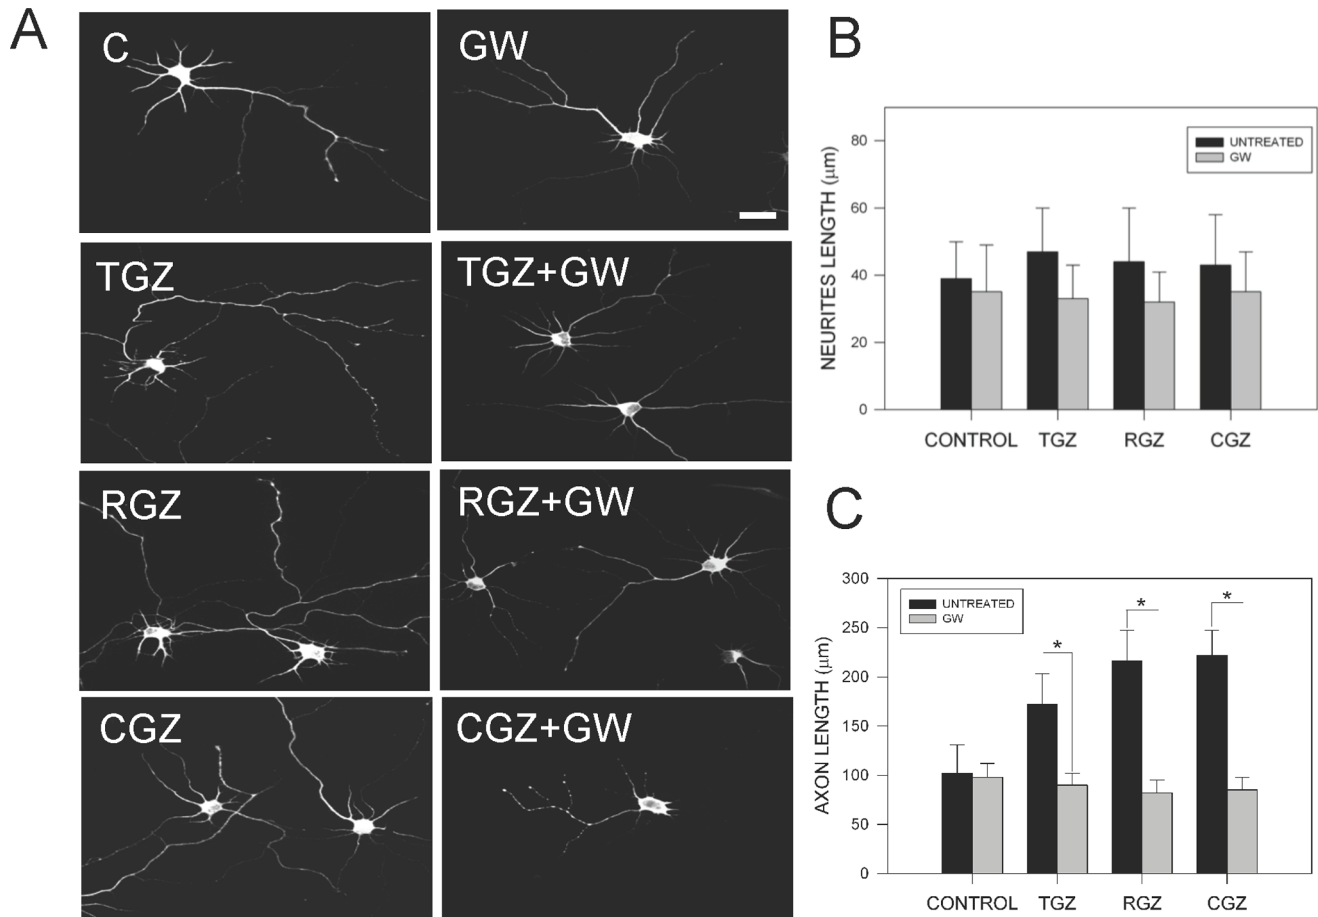 A
C
GW
TGZ
TGZ+GW
RGZ
RGZ+GW
CGZ
CGZ+GW
B
NEURITES LENGTH (μm)
80
60
40
20
0
UNTREATED
GW
CONTROL TGZ RGZ CGZ
C
AXON LENGTH (μm)
300
250
200
150
100
50
0
UNTREATED
GW
* * *
CONTROL TGZ RGZ CGZ